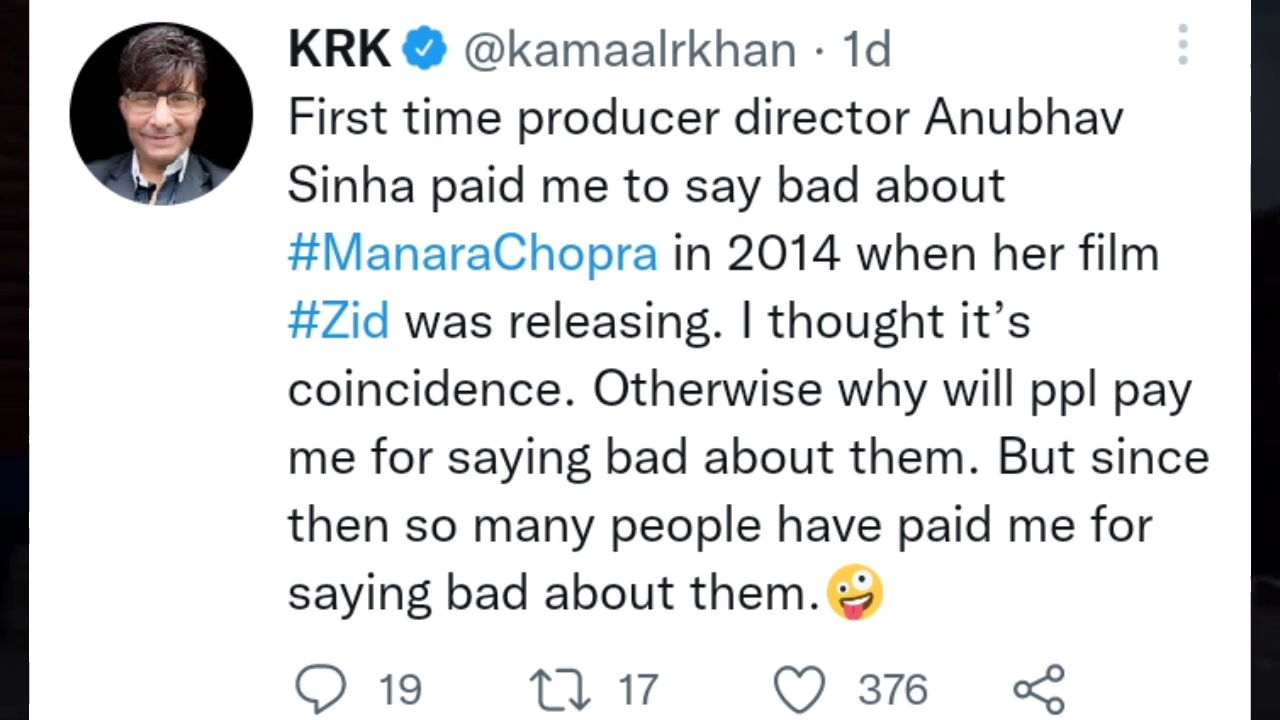 KRK @kamaalrkhan · 1d
First time producer director Anubhav
Sinha paid me to say bad about
#ManaraChopra in 2014 when her film
#Zid was releasing. I thought it’s
coincidence. Otherwise why will ppl pay
me for saying bad about them. But since
then so many people have paid me for
saying bad about them.🤪
19 17 376